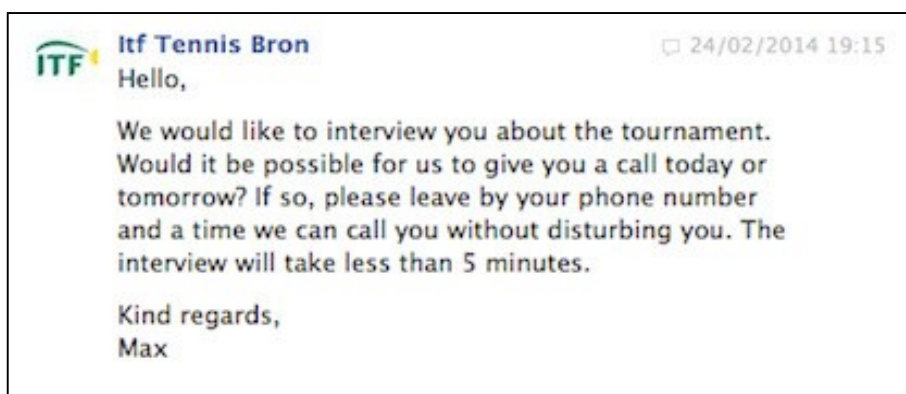 ITF
Itf Tennis Bron
24/02/2014 19:15
Hello,
We would like to interview you about the tournament.
Would it be possible for us to give you a call today or
tomorrow? If so, please leave by your phone number
and a time we can call you without disturbing you. The
interview will take less than 5 minutes.
Kind regards,
Max